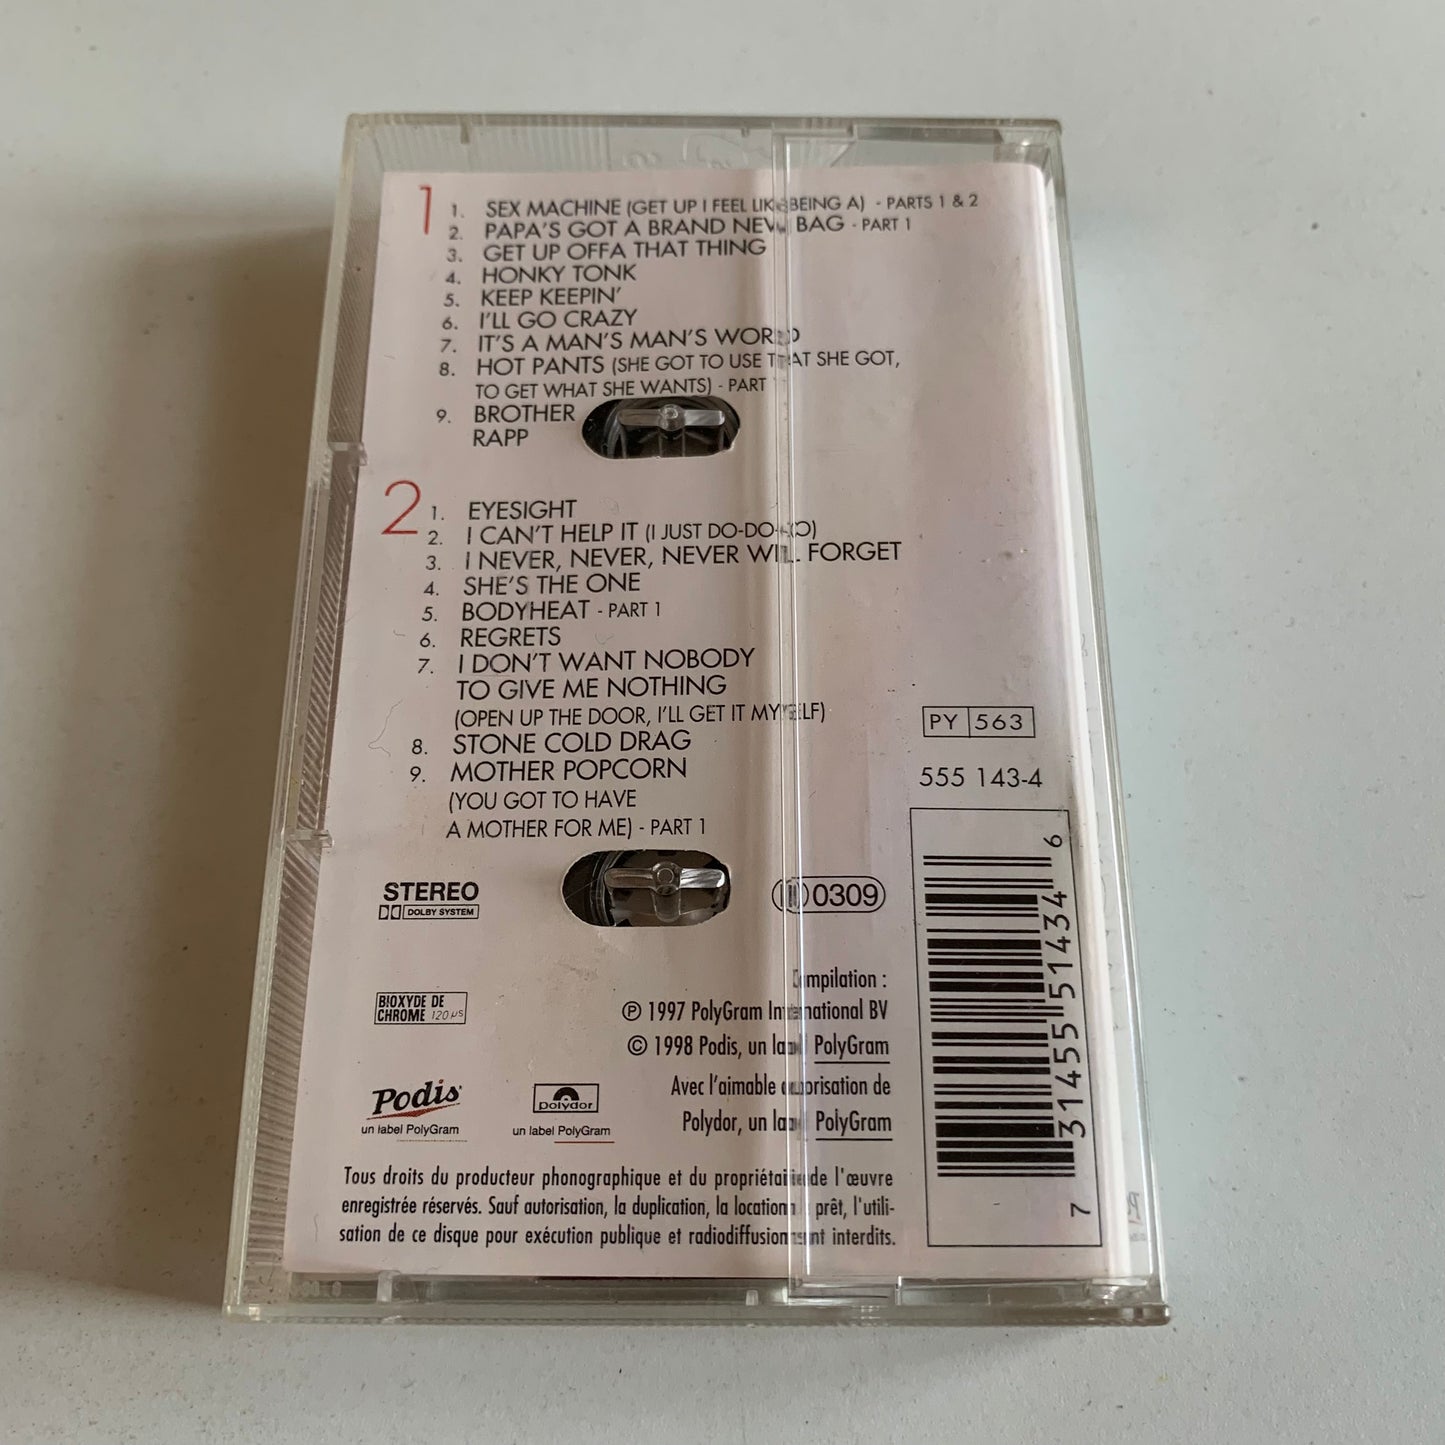 1
1. SEX MACHINE (GET UP I FEEL LIKE BEING A) - PARTS 1 & 2
2. PAPA'S GOT A BRAND NEW BAG - PART 1
3. GET UP OFFA THAT THING
4. HONKY TONK
5. KEEP KEEPIN'
6. I'LL GO CRAZY
7. IT'S A MAN'S MAN'S WORLD
8. HOT PANTS (SHE GOT TO USE THAT SHE GOT,
TO GET WHAT SHE WANTS) - PART 1
9. BROTHER
RAPP
2
1. EYESIGHT
2. I CAN'T HELP IT (I JUST DO-DO-DO)
3. I NEVER, NEVER, NEVER WILL FORGET
4. SHE'S THE ONE
5. BODYHEAT - PART 1
6. REGRETS
7. I DON'T WANT NOBODY
TO GIVE ME NOTHING
(OPEN UP THE DOOR, I'LL GET IT MYSELF)
8. STONE COLD DRAG
9. MOTHER POPCORN
(YOU GOT TO HAVE
A MOTHER FOR ME) - PART 1
PY 563
555 143-4
STEREO
DOLBY SYSTEM
0309
BIOXYDE DE
CHROME 120 µs
Compilation :
℗ 1997 PolyGram International BV
© 1998 Podis, un label PolyGram
Avec l'aimable autorisation de
Polydor, un label PolyGram
Podis
un label PolyGram
polydor
un label PolyGram
Tous droits du producteur phonographique et du propriétaire de l'œuvre
enregistrée réservés. Sauf autorisation, la duplication, la location, le prêt, l'utili-
sation de ce disque pour exécution publique et radiodiffusion sont interdits.
7 31455 51434 6